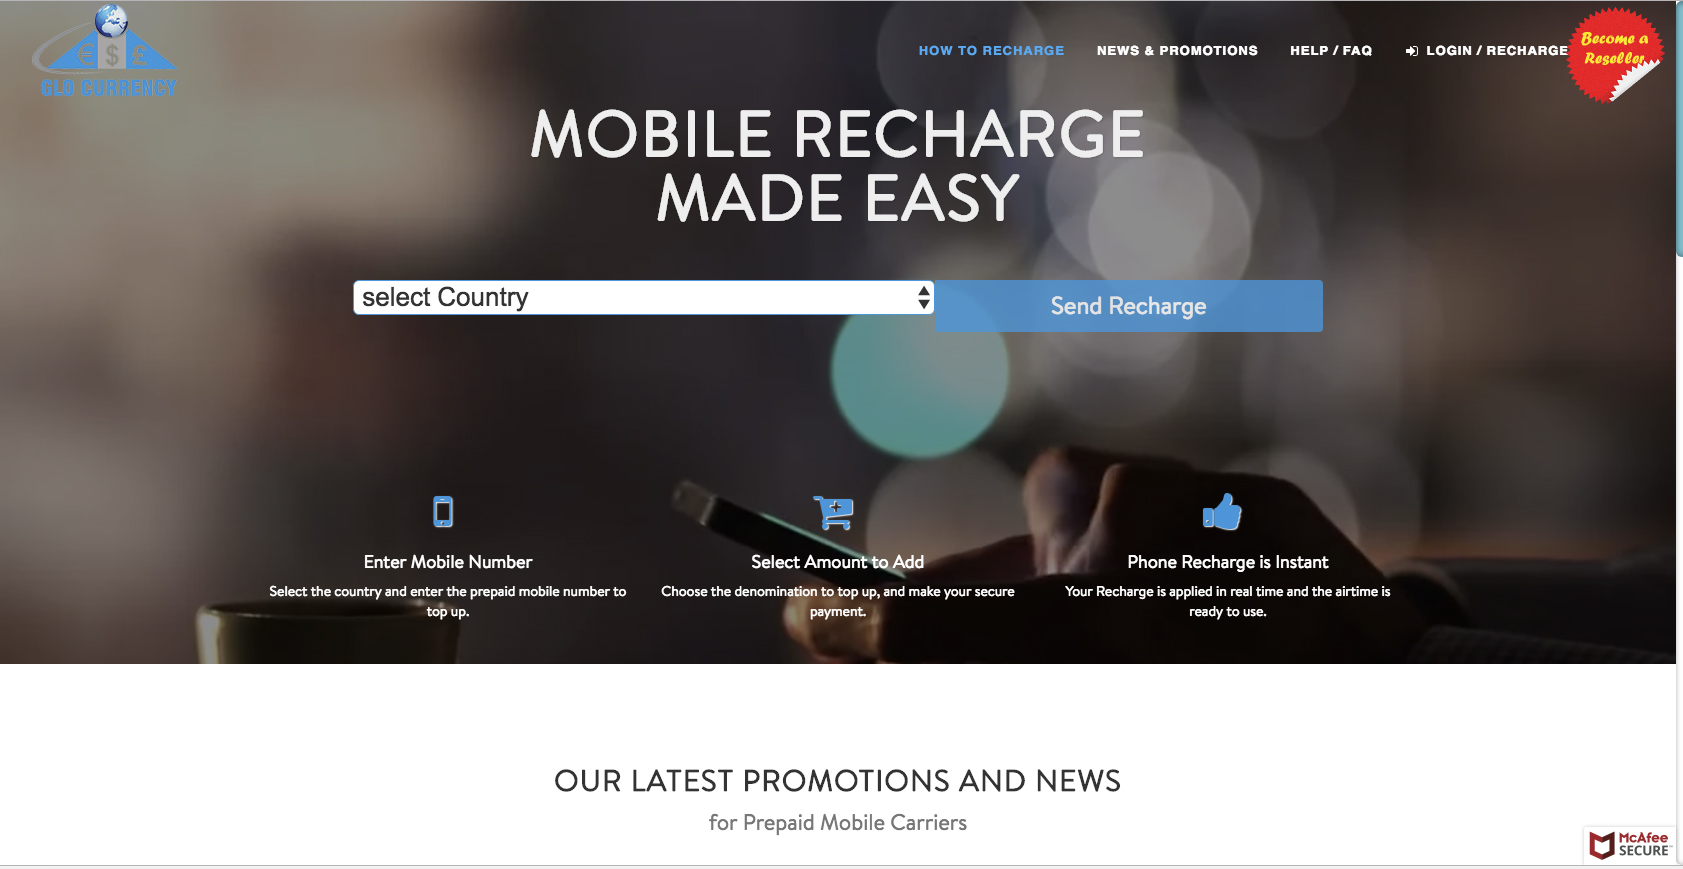 € $ £
GLO CURRENCY
HOW TO RECHARGE
NEWS & PROMOTIONS
HELP / FAQ
LOGIN / RECHARGE
Become a
Reseller
MOBILE RECHARGE
MADE EASY
select Country
Send Recharge
Enter Mobile Number
Select the country and enter the prepaid mobile number to
top up.
Select Amount to Add
Choose the denomination to top up, and make your secure
payment.
Phone Recharge is Instant
Your Recharge is applied in real time and the airtime is
ready to use.
OUR LATEST PROMOTIONS AND NEWS
for Prepaid Mobile Carriers
McAfee
SECURE™